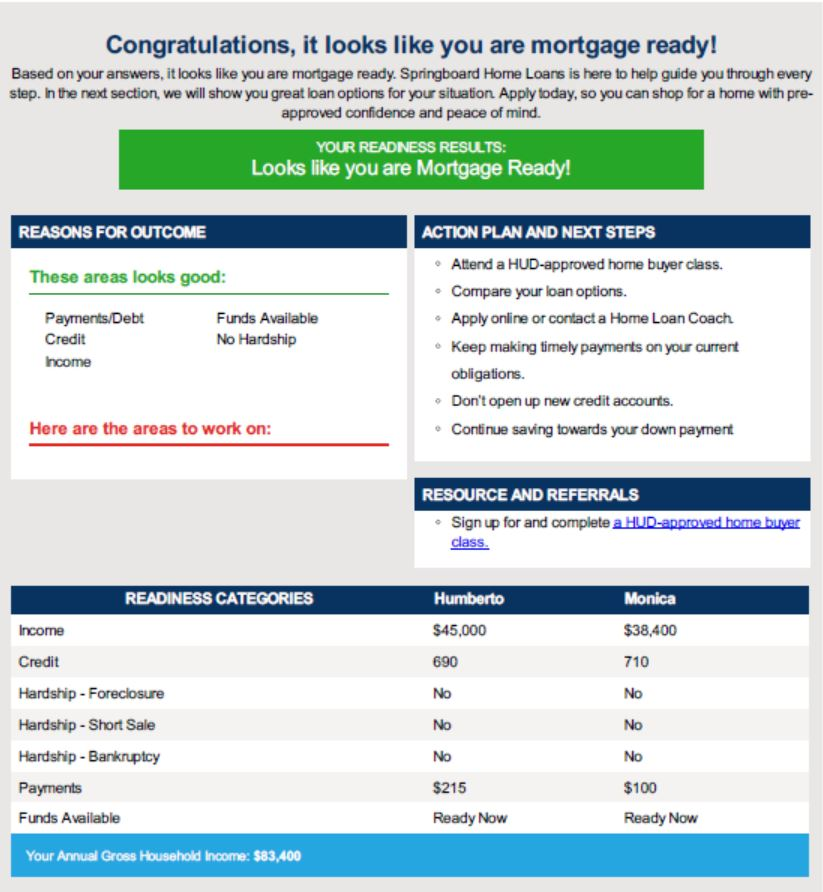 Congratulations, it looks like you are mortgage ready!
Based on your answers, it looks like you are mortgage ready. Springboard Home Loans is here to help guide you through every
step. In the next section, we will show you great loan options for your situation. Apply today, so you can shop for a home with pre-
approved confidence and peace of mind.
YOUR READINESS RESULTS:
Looks like you are Mortgage Ready!
REASONS FOR OUTCOME
These areas looks good:
Payments/Debt Funds Available
Credit No Hardship
Income
Here are the areas to work on:
ACTION PLAN AND NEXT STEPS
◦ Attend a HUD-approved home buyer class.
◦ Compare your loan options.
◦ Apply online or contact a Home Loan Coach.
◦ Keep making timely payments on your current
obligations.
◦ Don't open up new credit accounts.
◦ Continue saving towards your down payment
RESOURCE AND REFERRALS
◦ Sign up for and complete a HUD-approved home buyer
class.
READINESS CATEGORIES Humberto Monica
Income $45,000 $38,400
Credit 690 710
Hardship - Foreclosure No No
Hardship - Short Sale No No
Hardship - Bankruptcy No No
Payments $215 $100
Funds Available Ready Now Ready Now
Your Annual Gross Household Income: $83,400